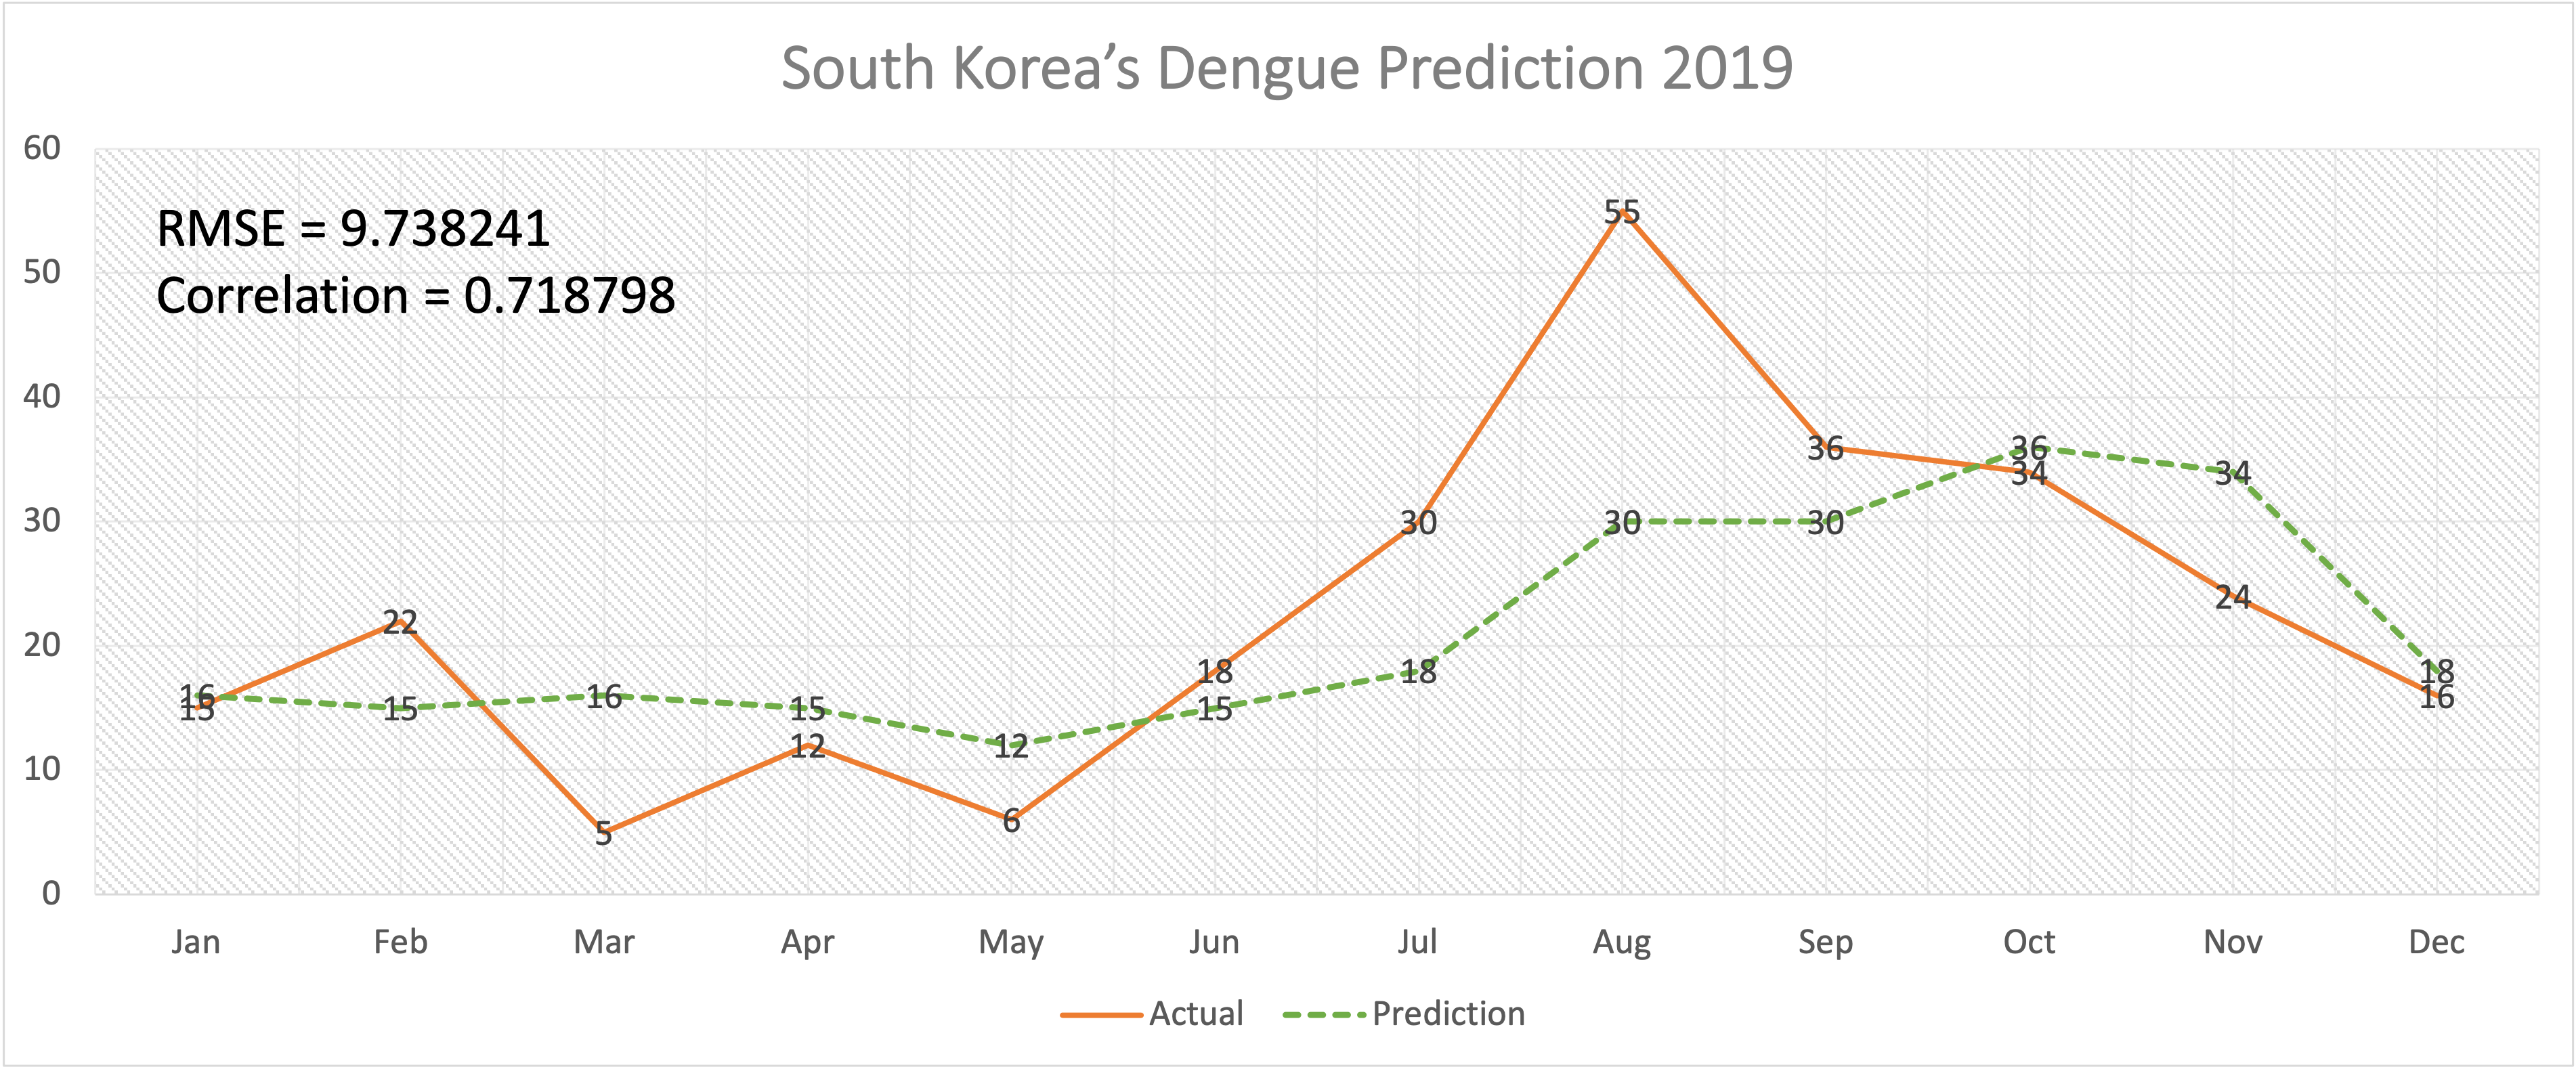 South Korea’s Dengue Prediction 2019
60
RMSE = 9.738241
Correlation = 0.718798
50
40
30
20
10
0
15 22 5 12 6 18 30 55 36 34 24 16
16 15 16 15 12 15 18 30 30 36 34 18
Jan Feb Mar Apr May Jun Jul Aug Sep Oct Nov Dec
Actual Prediction